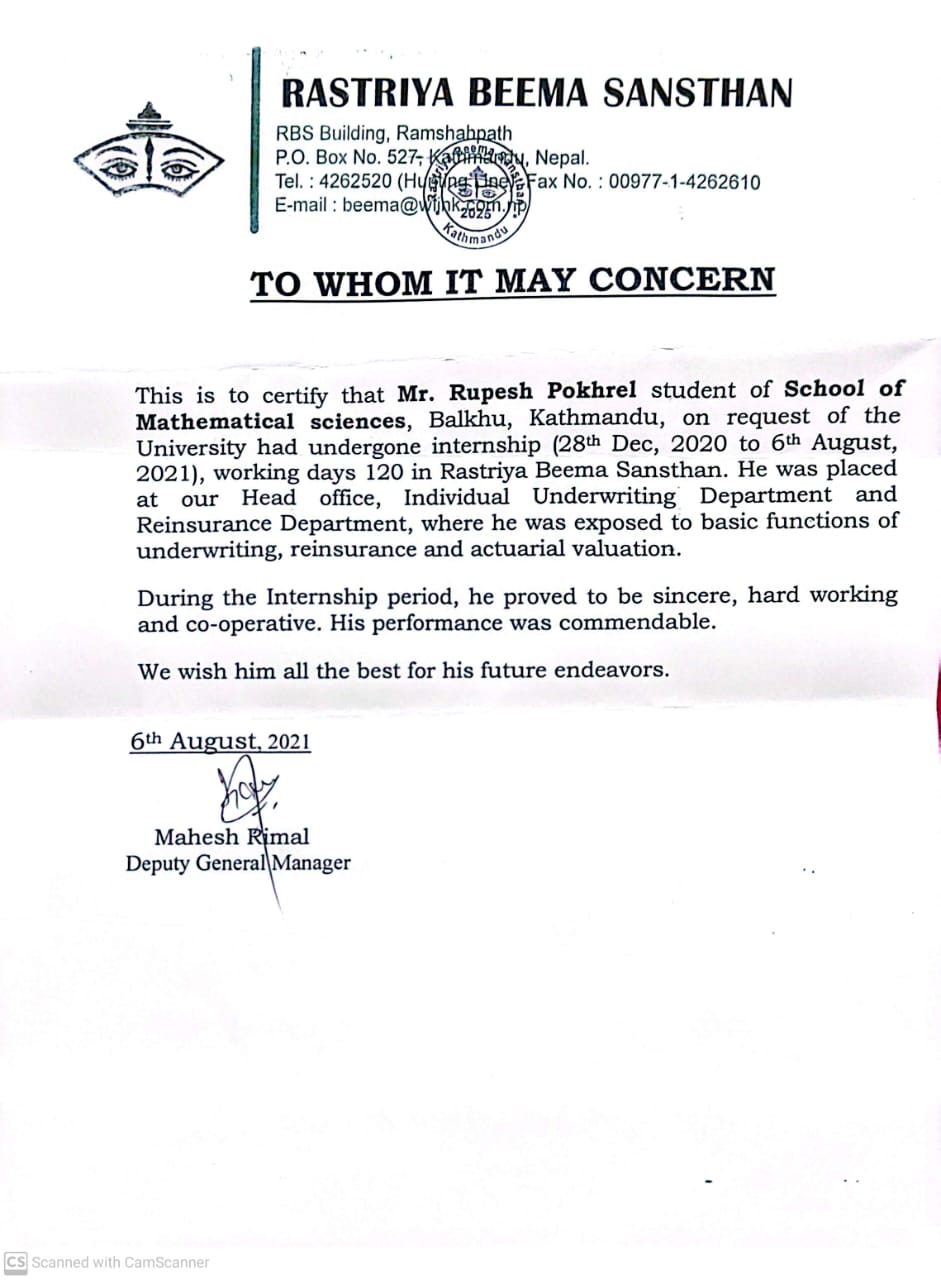 RASTRIYA BEEMA SANSTHAN
RBS Building, Ramshahpath
P.O. Box No. 527, Kathmandu, Nepal.
Tel. : 4262520 (Hunting Line) Fax No. : 00977-1-4262610
E-mail : beema@wlink.com.np
Rastriya Beema Sansthan
2025
Kathmandu
TO WHOM IT MAY CONCERN
This is to certify that Mr. Rupesh Pokhrel student of School of
Mathematical sciences, Balkhu, Kathmandu, on request of the
University had undergone internship (28th Dec, 2020 to 6th August,
2021), working days 120 in Rastriya Beema Sansthan. He was placed
at our Head office, Individual Underwriting Department and
Reinsurance Department, where he was exposed to basic functions of
underwriting, reinsurance and actuarial valuation.
During the Internship period, he proved to be sincere, hard working
and co-operative. His performance was commendable.
We wish him all the best for his future endeavors.
6th August, 2021
Mahesh Rimal
Deputy General Manager
CS Scanned with CamScanner